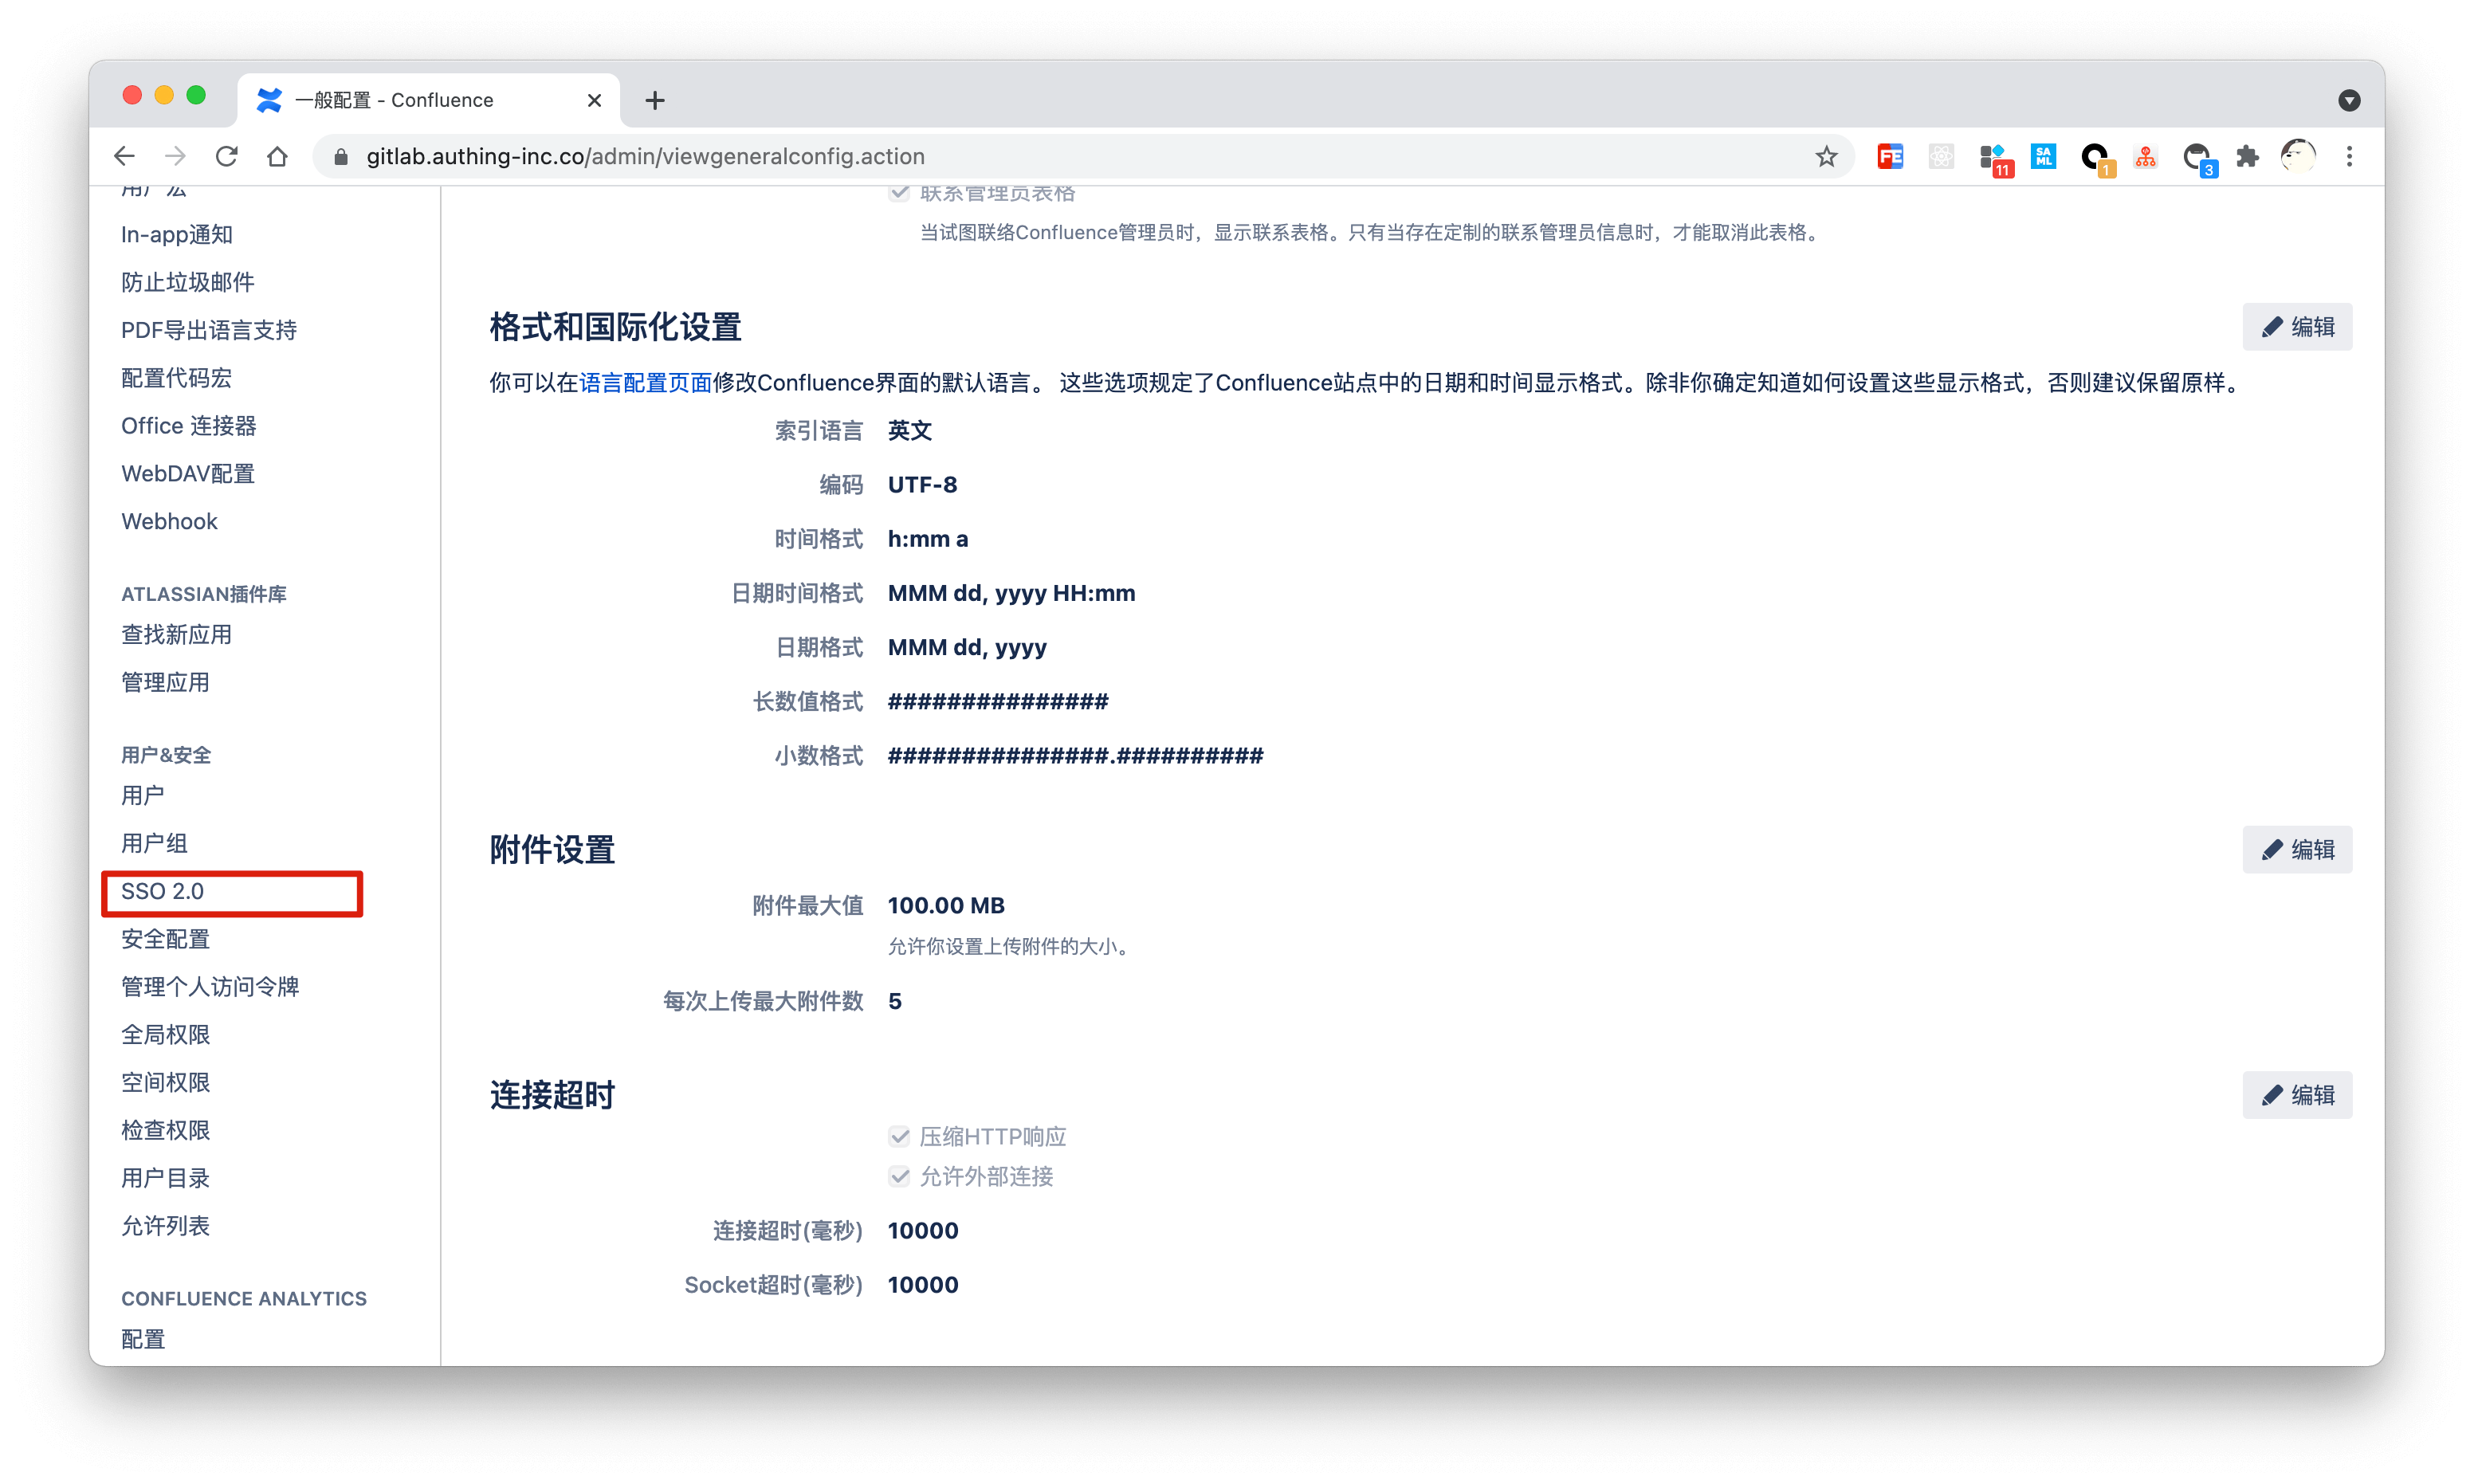 一般配置 - Confluence
gitlab.authing-inc.co/admin/viewgeneralconfig.action
FE
11
SA
ML
1
3
用户宏
In-app通知
防止垃圾邮件
PDF导出语言支持
配置代码宏
Office 连接器
WebDAV配置
Webhook
ATLASSIAN插件库
查找新应用
管理应用
用户&安全
用户
用户组
SSO 2.0
安全配置
管理个人访问令牌
全局权限
空间权限
检查权限
用户目录
允许列表
CONFLUENCE ANALYTICS
配置
联系管理员表格
当试图联络Confluence管理员时，显示联系表格。只有当存在定制的联系管理员信息时，才能取消此表格。
格式和国际化设置
编辑
你可以在语言配置页面修改Confluence界面的默认语言。 这些选项规定了Confluence站点中的日期和时间显示格式。除非你确定知道如何设置这些显示格式，否则建议保留原样。
索引语言 英文
编码 UTF-8
时间格式 h:mm a
日期时间格式 MMM dd, yyyy HH:mm
日期格式 MMM dd, yyyy
长数值格式 ###############
小数格式 ###############.##########
附件设置
编辑
附件最大值 100.00 MB
允许你设置上传附件的大小。
每次上传最大附件数 5
连接超时
编辑
压缩HTTP响应
允许外部连接
连接超时(毫秒) 10000
Socket超时(毫秒) 10000